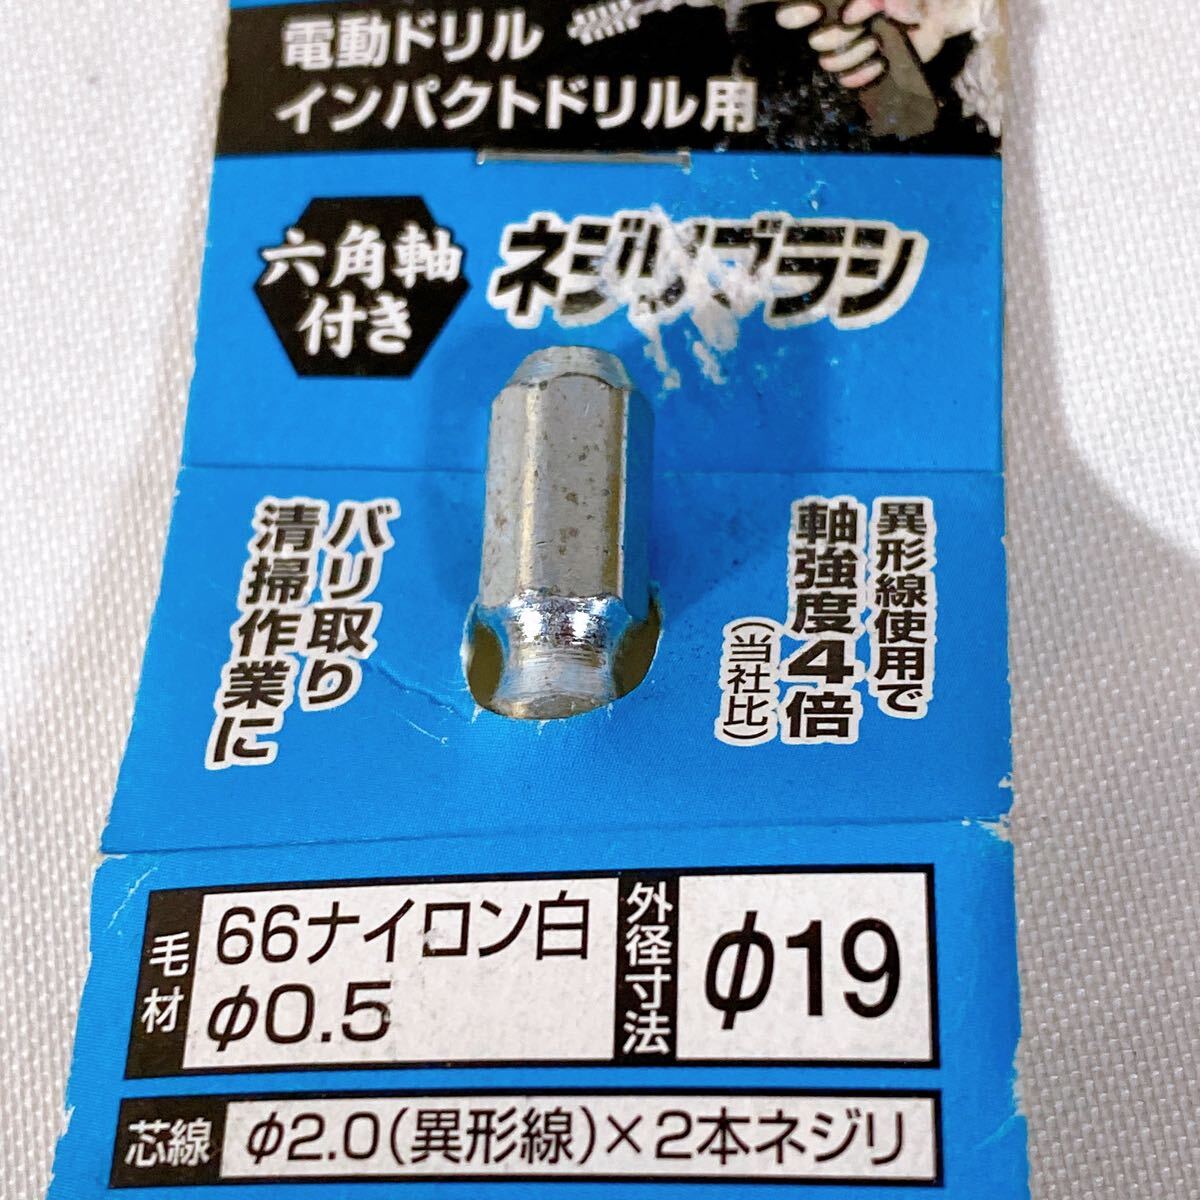 電動ドリル
インパクトドリル用
六角軸
付き
ネジリブラシ
バリ取り
清掃作業に
異形線使用で
軸強度4倍
(当社比)
毛材
66ナイロン白
φ0.5
外径寸法
φ19
芯線
φ2.0(異形線)×2本ネジリ